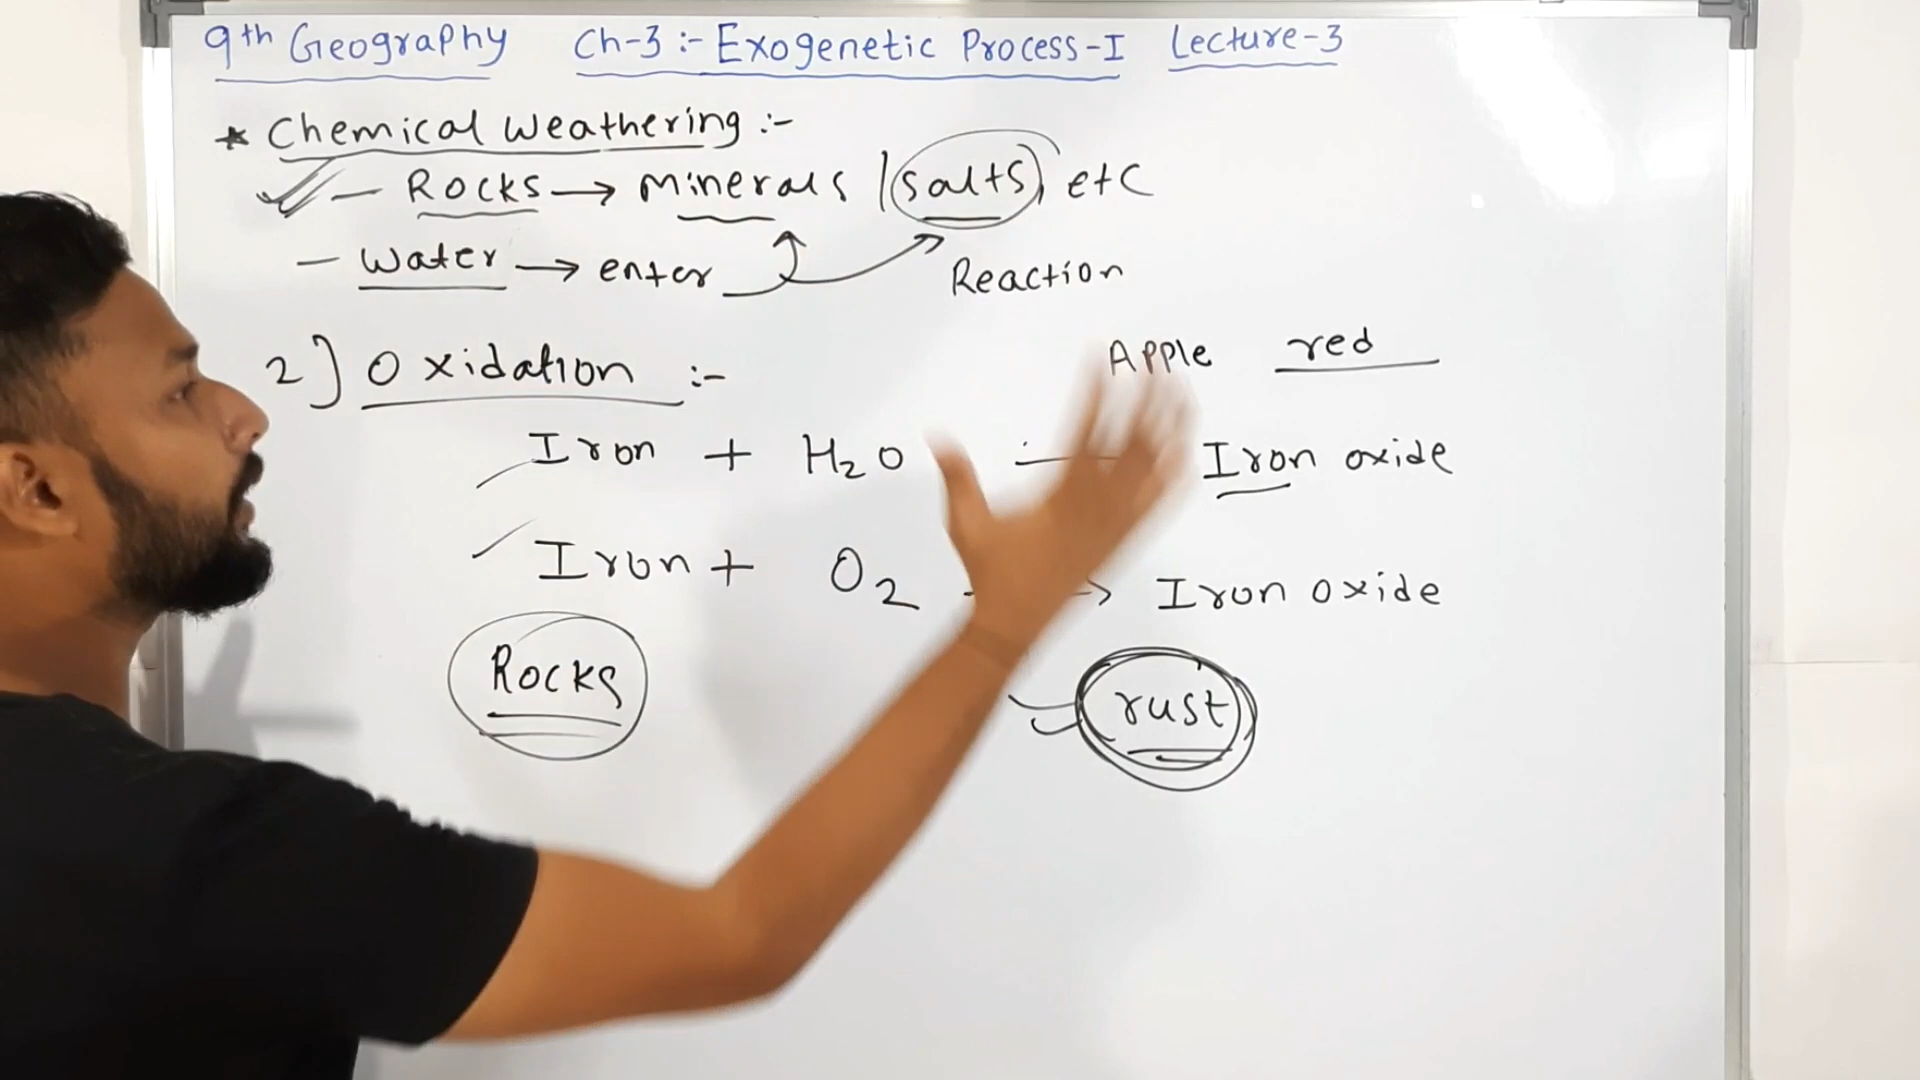 9th Geography Ch-3 :- Exogenetic Process-I Lecture-3
* Chemical Weathering :-
- Rocks → minerals (salts) etc
- Water → enter
Reaction
2) Oxidation :-
Apple red
Iron + H2O Iron oxide
Iron + O2 → Iron oxide
Rocks
rust